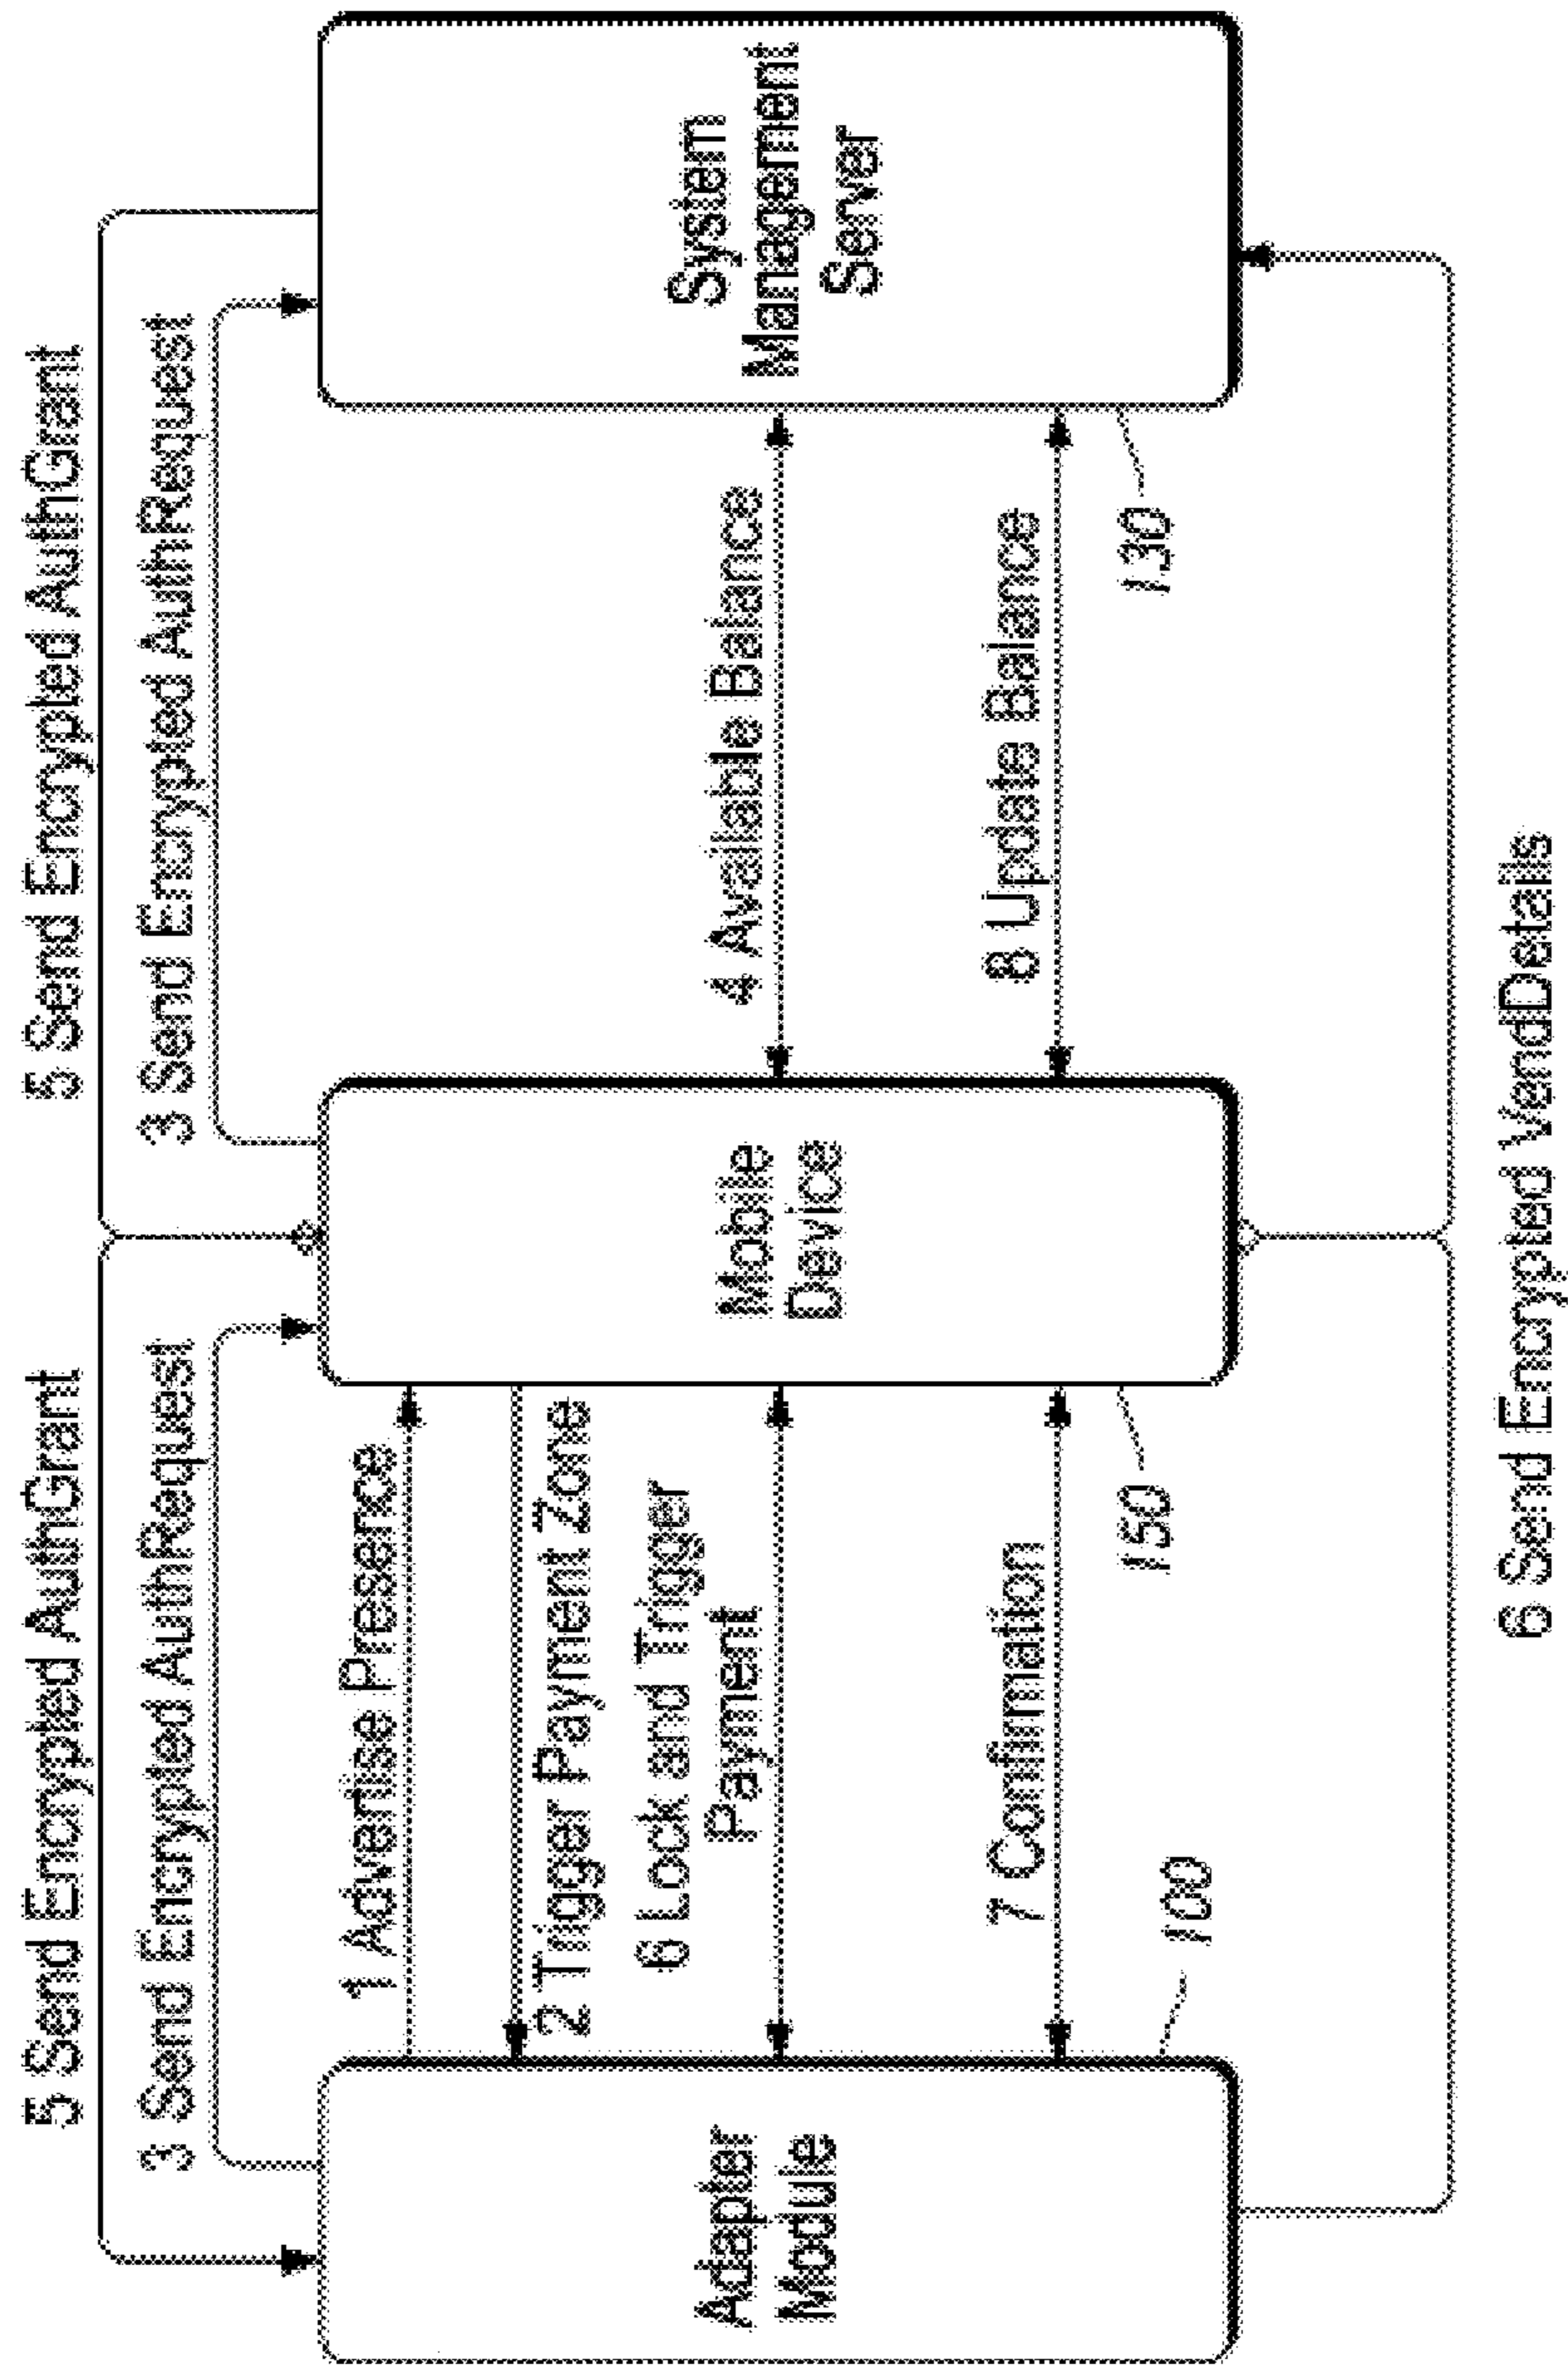 5 Send Encrypted AuthGrant
5 Send Encrypted AuthGrant
3 Send Encrypted AuthRequest
3 Send Encrypted AuthRequest
1 Advertise Presence
2 Trigger Payment Zone
6 Lock and Trigger
Payment
4 Available Balance
7 Confirmation
8 Update Balance
Adapter
Module
Mobile
Device
System
Management
Server
100
150
130
6 Send Encrypted VendDetails